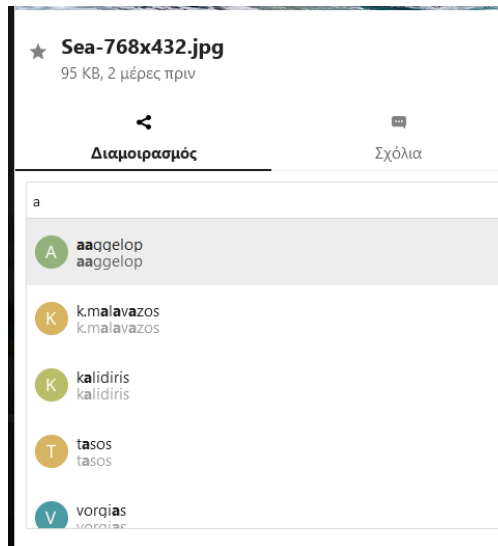 Sea-768x432.jpg
95 KB, 2 μέρες πριν
Διαμοιρασμός
Σχόλια
a
A
aaggelop
aaggelop
K
k.malavazos
k.malavazos
K
kalidiris
kalidiris
T
tasos
tasos
V
vorgias
vorgias